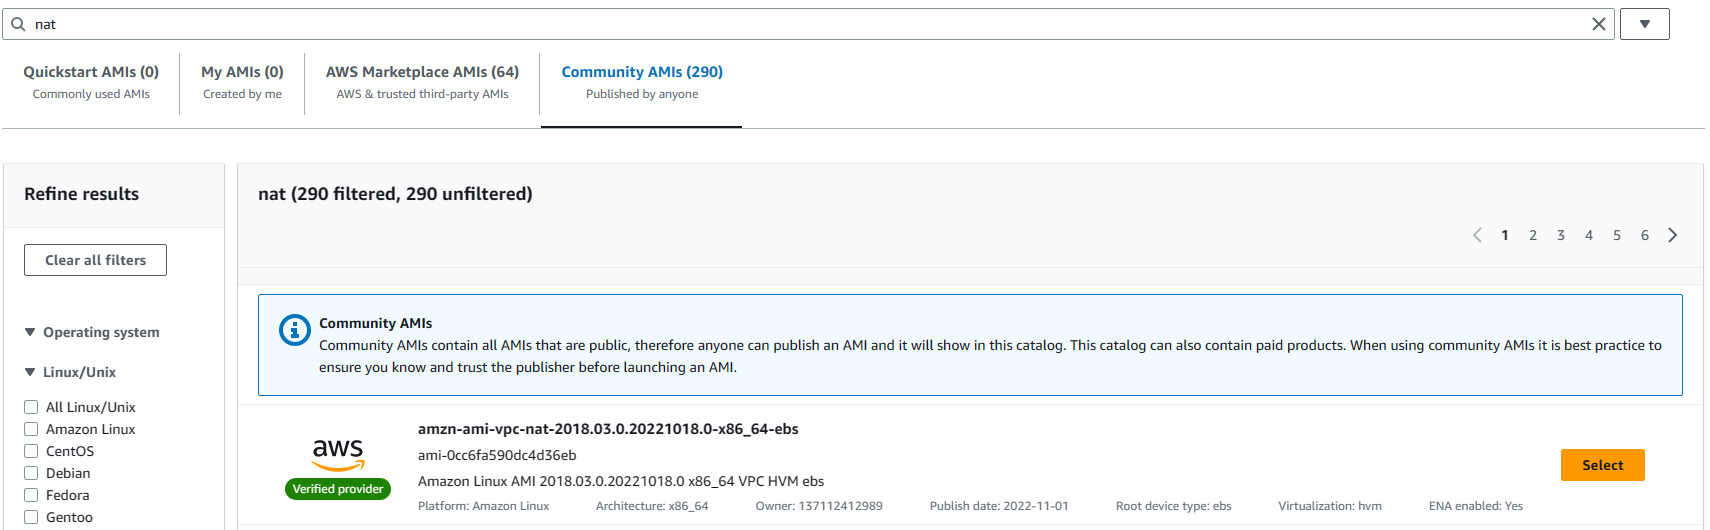 nat
Quickstart AMIs (0)
Commonly used AMIs
My AMIs (0)
Created by me
AWS Marketplace AMIs (64)
AWS & trusted third-party AMIs
Community AMIs (290)
Published by anyone
Refine results
Clear all filters
Operating system
Linux/Unix
All Linux/Unix
Amazon Linux
CentOS
Debian
Fedora
Gentoo
nat (290 filtered, 290 unfiltered)
1 2 3 4 5 6
Community AMIs
Community AMIs contain all AMIs that are public, therefore anyone can publish an AMI and it will show in this catalog. This catalog can also contain paid products. When using community AMIs it is best practice to
ensure you know and trust the publisher before launching an AMI.
aws
Verified provider
amzn-ami-vpc-nat-2018.03.0.20221018.0-x86_64-ebs
ami-0cc6fa590dc4d36eb
Amazon Linux AMI 2018.03.0.20221018.0 x86_64 VPC HVM ebs
Platform: Amazon Linux Architecture: x86_64 Owner: 137112412989 Publish date: 2022-11-01 Root device type: ebs Virtualization: hvm ENA enabled: Yes
Select